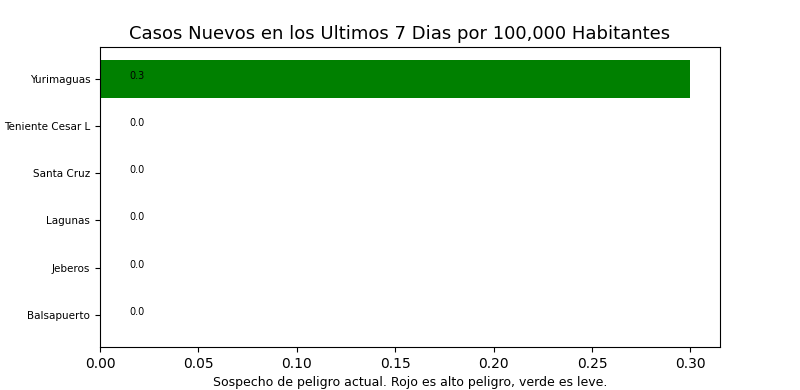 Casos Nuevos en los Ultimos 7 Dias por 100,000 Habitantes
Yurimaguas
0.3
Teniente Cesar L
0.0
Santa Cruz
0.0
Lagunas
0.0
Jeberos
0.0
Balsapuerto
0.0
0.00 0.05 0.10 0.15 0.20 0.25 0.30
Sospecho de peligro actual. Rojo es alto peligro, verde es leve.